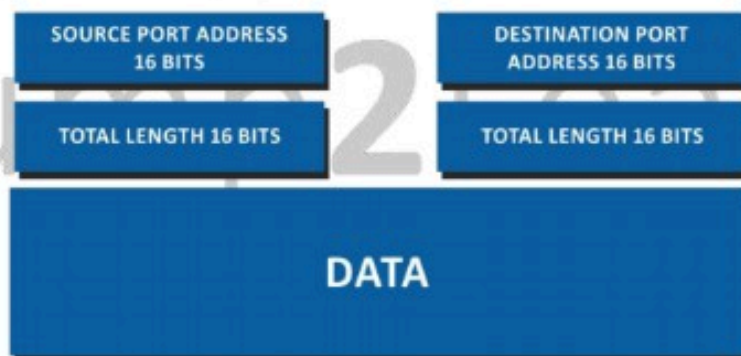 SOURCE PORT ADDRESS
16 BITS
DESTINATION PORT
ADDRESS 16 BITS
TOTAL LENGTH 16 BITS
TOTAL LENGTH 16 BITS
DATA